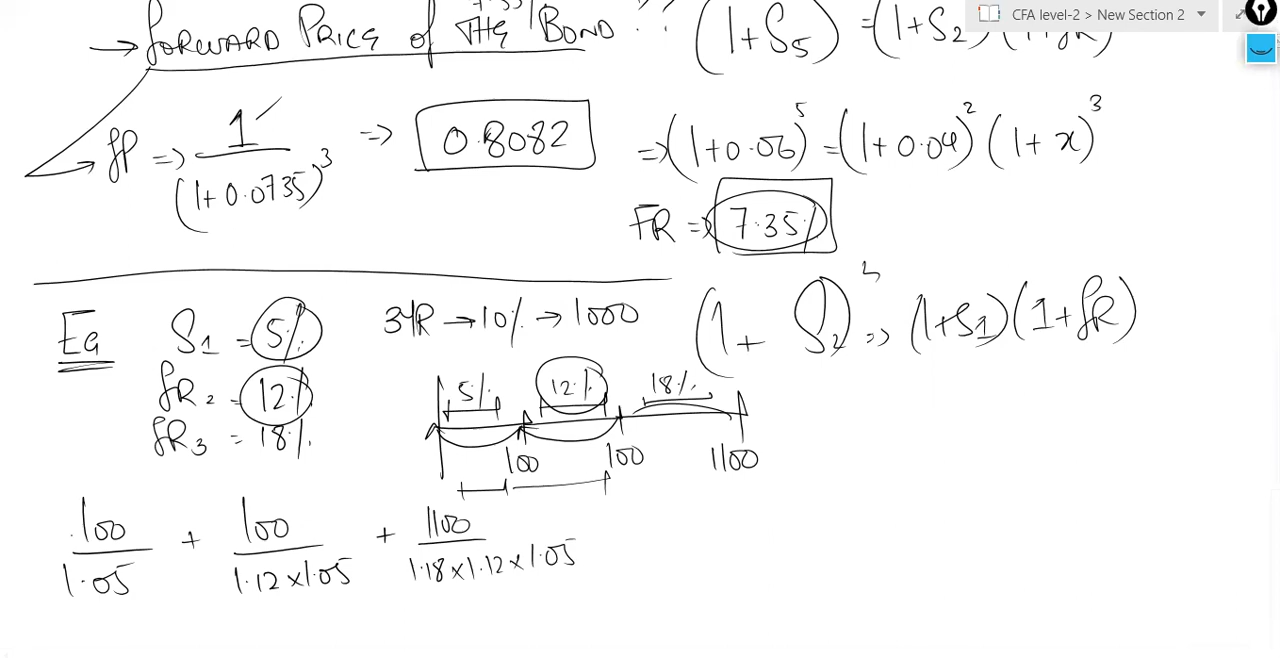 CFA level-2 > New Section 2
→ FORWARD PRICE of THE BOND ??
(1+S5) = (1+S2)
fP => 1 / (1+0.0735)^3 => 0.8082
=> (1+0.06)^5 = (1+0.04)^2 (1+x)^3
FR => 7.35%
Eg
S1 = 5%
3YR → 10% → 1000
(1+S2) => (1+S1)(1+fR)
fR2 = 12%
fR3 = 18%
5% 12% 18%
100 100 1100
100 / 1.05 + 100 / 1.12×1.05 + 1100 / 1.18×1.12×1.05